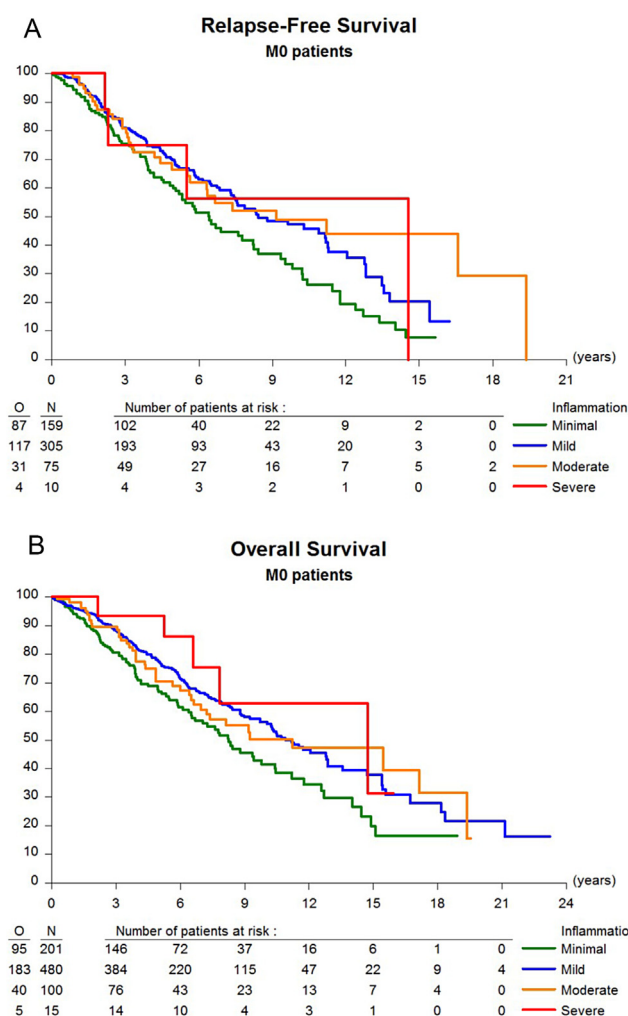 A
Relapse-Free Survival
M0 patients
100
90
80
70
60
50
40
30
20
10
0
(years)
0 3 6 9 12 15 18 21
O N Number of patients at risk : Inflammation
87 159 102 40 22 9 2 0 Minimal
117 305 193 93 43 20 3 0 Mild
31 75 49 27 16 7 5 2 Moderate
4 10 4 3 2 1 0 0 Severe
B
Overall Survival
M0 patients
100
90
80
70
60
50
40
30
20
10
0
(years)
0 3 6 9 12 15 18 21 24
O N Number of patients at risk : Inflammation
95 201 146 72 37 16 6 1 0 Minimal
183 480 384 220 115 47 22 9 4 Mild
40 100 76 43 23 13 7 4 0 Moderate
5 15 14 10 4 3 1 0 0 Severe